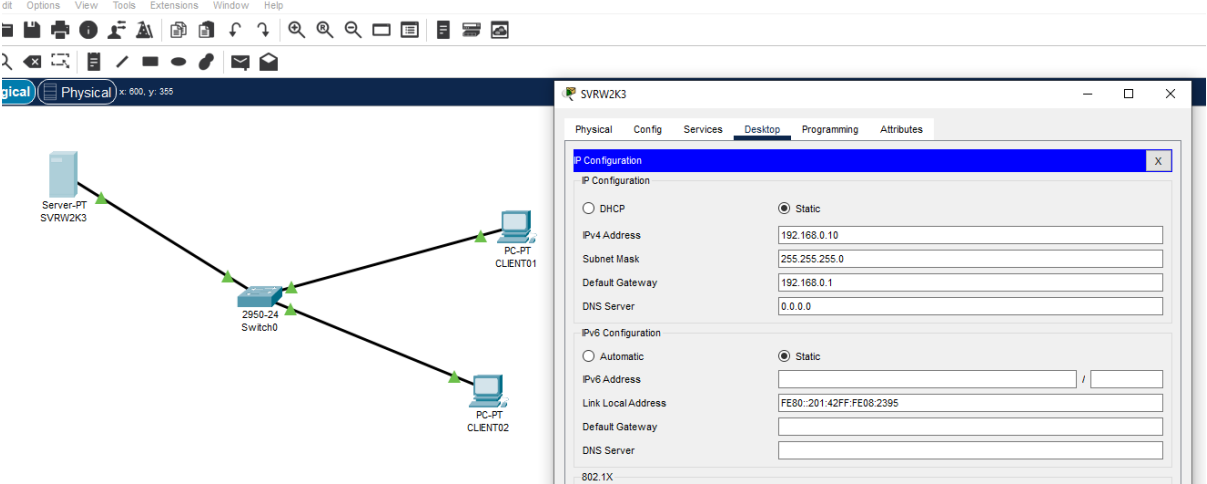 dit Options View Tools Extensions Window Help
gical Physical x: 600, y: 355
Server-PT
SVRW2K3
PC-PT
CLIENT01
2950-24
Switch0
PC-PT
CLIENT02
SVRW2K3
Physical Config Services Desktop Programming Attributes
IP Configuration X
IP Configuration
DHCP Static
IPv4 Address 192.168.0.10
Subnet Mask 255.255.255.0
Default Gateway 192.168.0.1
DNS Server 0.0.0.0
IPv6 Configuration
Automatic Static
IPv6 Address /
Link Local Address FE80::201:42FF:FE08:2395
Default Gateway
DNS Server
802.1X